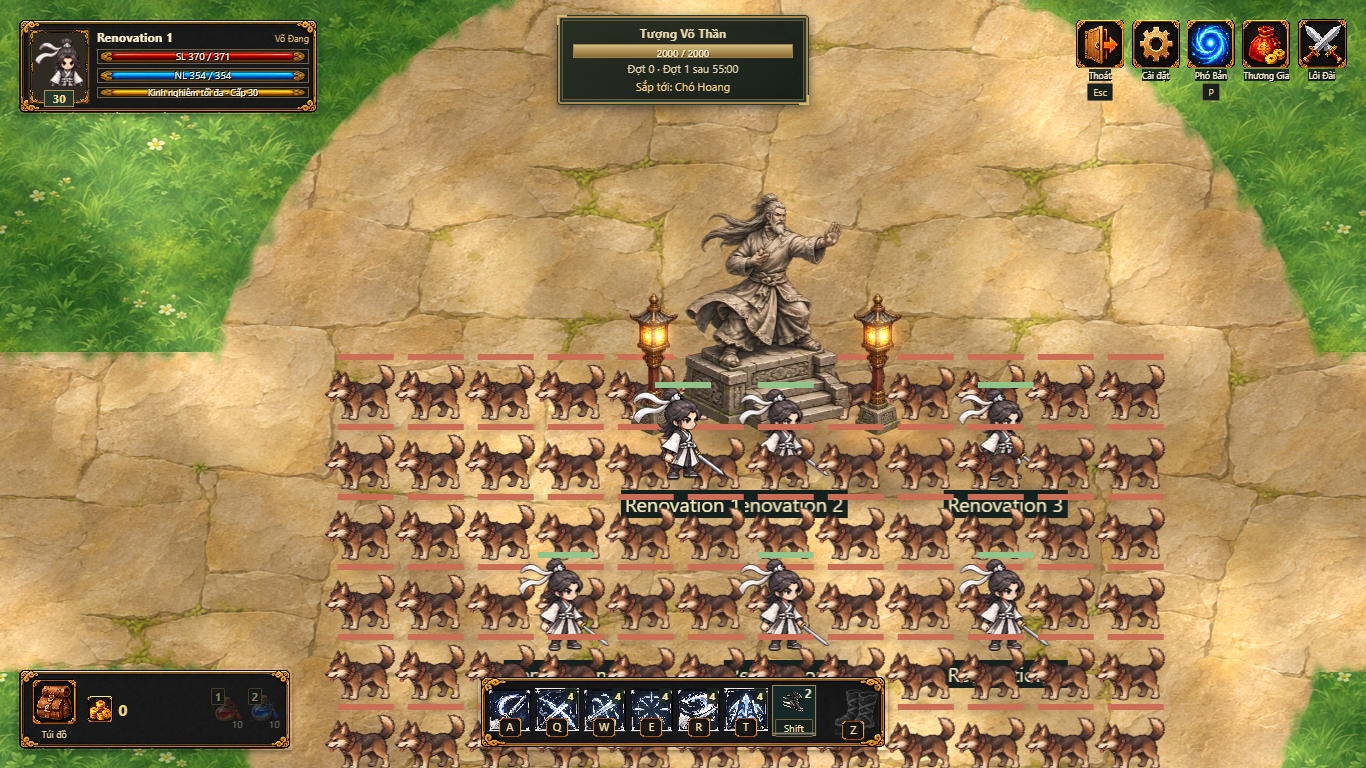 Renovation 1
Võ Đang
SL 370 / 371
NL 354 / 354
Kinh nghiệm tối đa · Cấp 30
30
Tượng Võ Thần
2000 / 2000
Đợt 0 · Đợt 1 sau 55:00
Sắp tới: Chó Hoang
Thoát
Cài đặt
Phó Bản
Thương Gia
Lôi Đài
Esc
P
Renovation 1
enovation 2
Renovation 3
Túi đồ
0
1
10
2
10
A
4
Q
4
W
4
E
4
R
4
T
2
Shift
Z